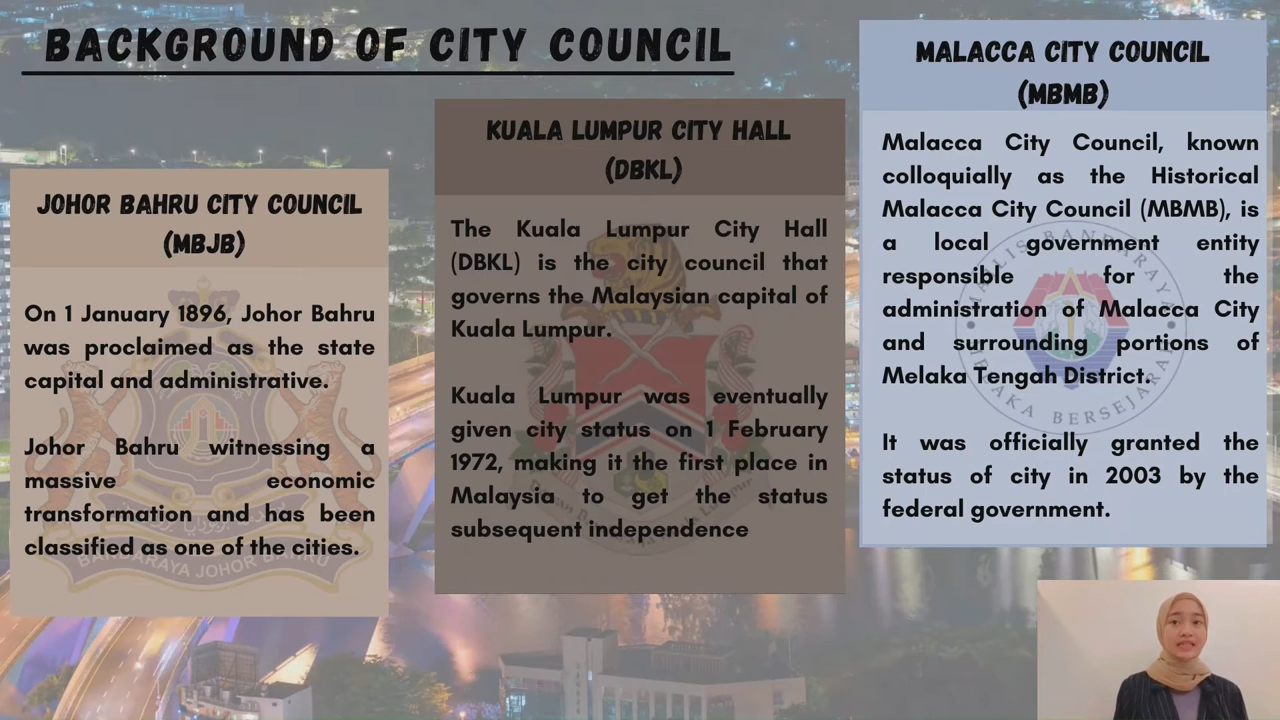 BACKGROUND OF CITY COUNCIL
JOHOR BAHRU CITY COUNCIL
(MBJB)
On 1 January 1896, Johor Bahru
was proclaimed as the state
capital and administrative.
Johor Bahru witnessing a
massive economic
transformation and has been
classified as one of the cities.
BANDARAYA JOHOR BAHRU
KUALA LUMPUR CITY HALL
(DBKL)
The Kuala Lumpur City Hall
(DBKL) is the city council that
governs the Malaysian capital of
Kuala Lumpur.
Kuala Lumpur was eventually
given city status on 1 February
1972, making it the first place in
Malaysia to get the status
subsequent independence
MALACCA CITY COUNCIL
(MBMB)
Malacca City Council, known
colloquially as the Historical
Malacca City Council (MBMB), is
a local government entity
responsible for the
administration of Malacca City
and surrounding portions of
Melaka Tengah District.
It was officially granted the
status of city in 2003 by the
federal government.